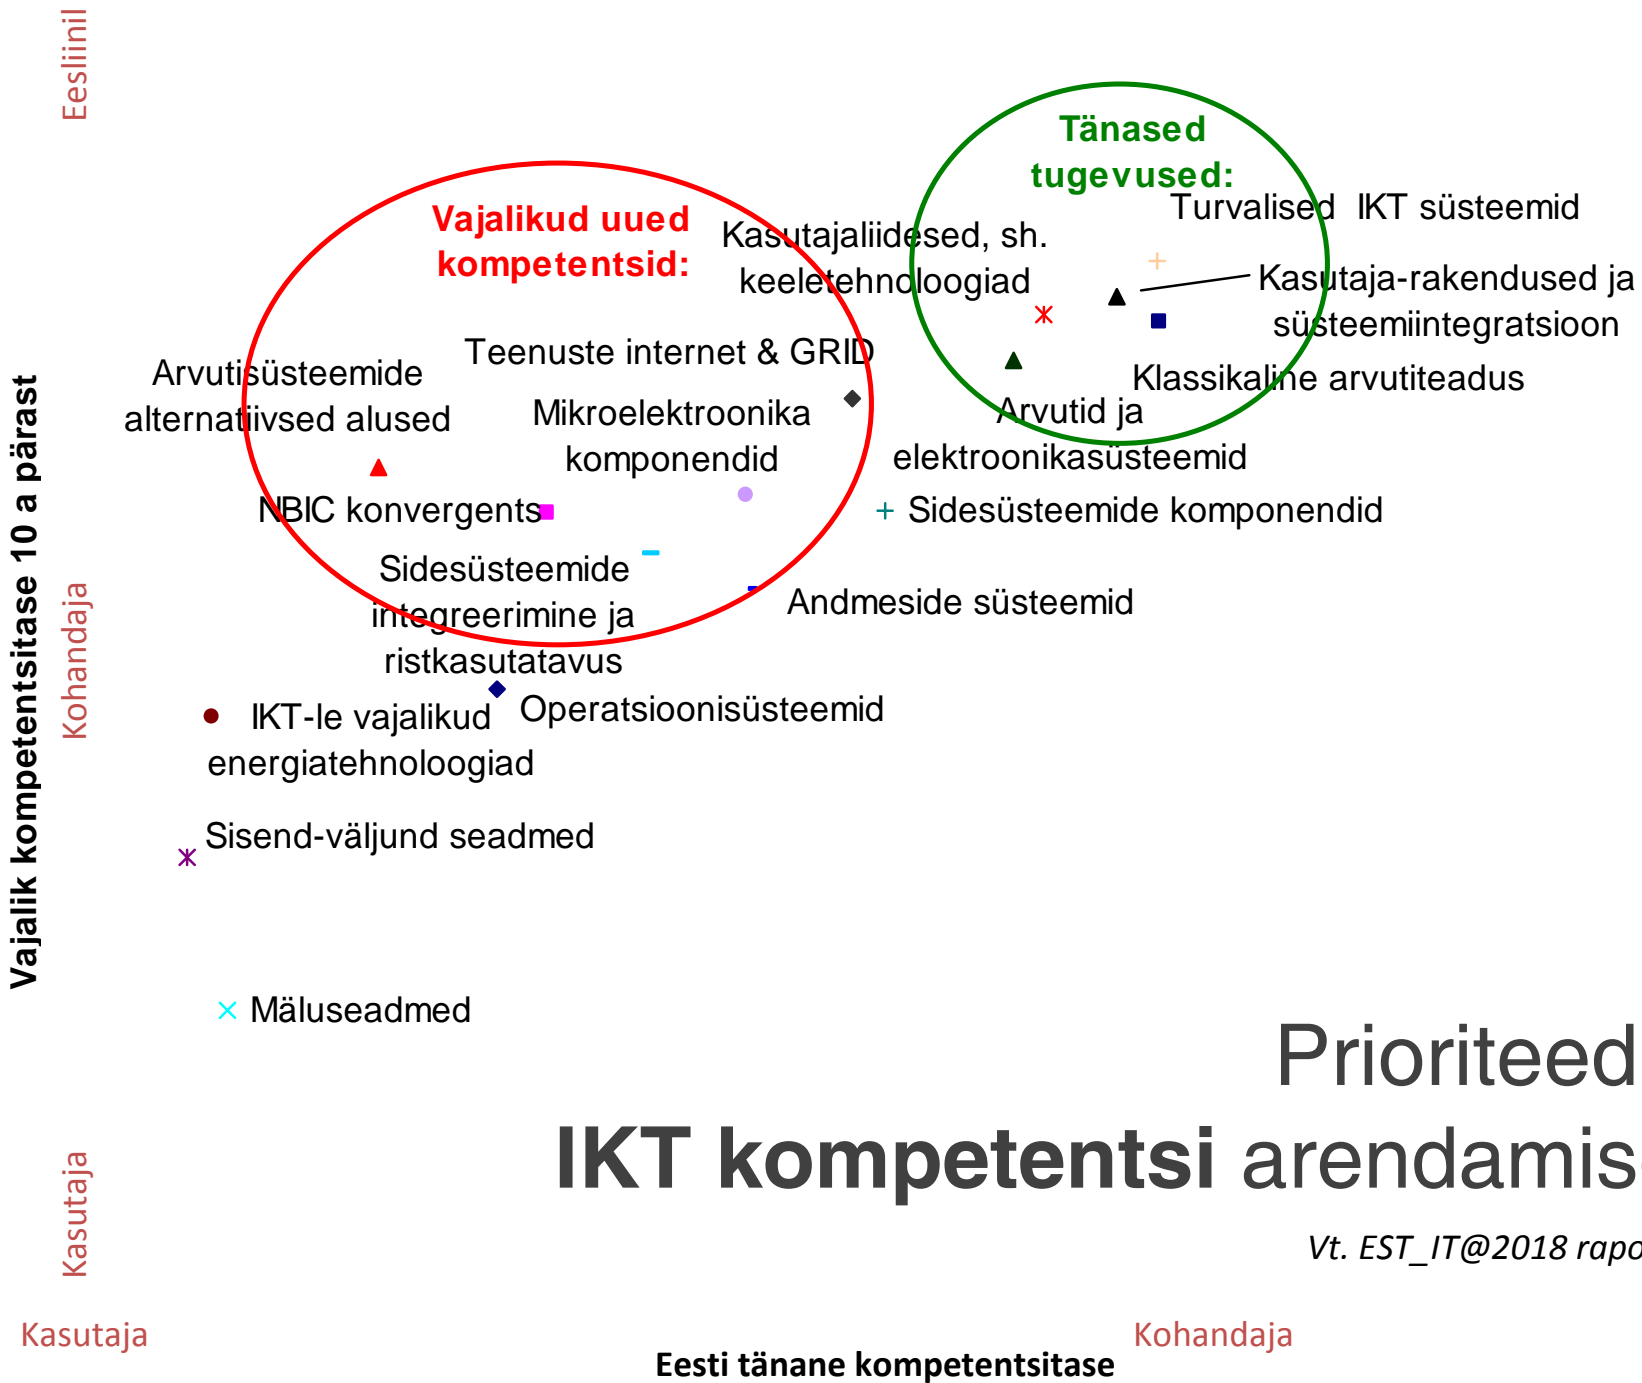 Eesliinil
Tänased
tugevused:
Vajalikud uued
kompetentsid:
Turvalised IKT süsteemid
Kasutajaliidesed, sh.
keeletehnoloogiad
Kasutaja-rakendused ja
süsteemiintegratsioon
Teenuste internet & GRID
Arvutisüsteemide
alternatiivsed alused
Klassikaline arvutiteadus
Mikroelektroonika
komponendid
Arvutid ja
elektroonikasüsteemid
NBIC konvergents
Sidesüsteemide komponendid
Sidesüsteemide
integreerimine ja
ristkasutatavus
Andmeside süsteemid
Vajalik kompetentsitase 10 a pärast
Kohandaja
Operatsioonisüsteemid
IKT-le vajalikud
energiatehnoloogiad
Sisend-väljund seadmed
Mäluseadmed
Prioriteed
IKT kompetentsi arendamis
Kasutaja
Vt. EST_IT@2018 rapo
Kasutaja
Kohandaja
Eesti tänane kompetentsitase